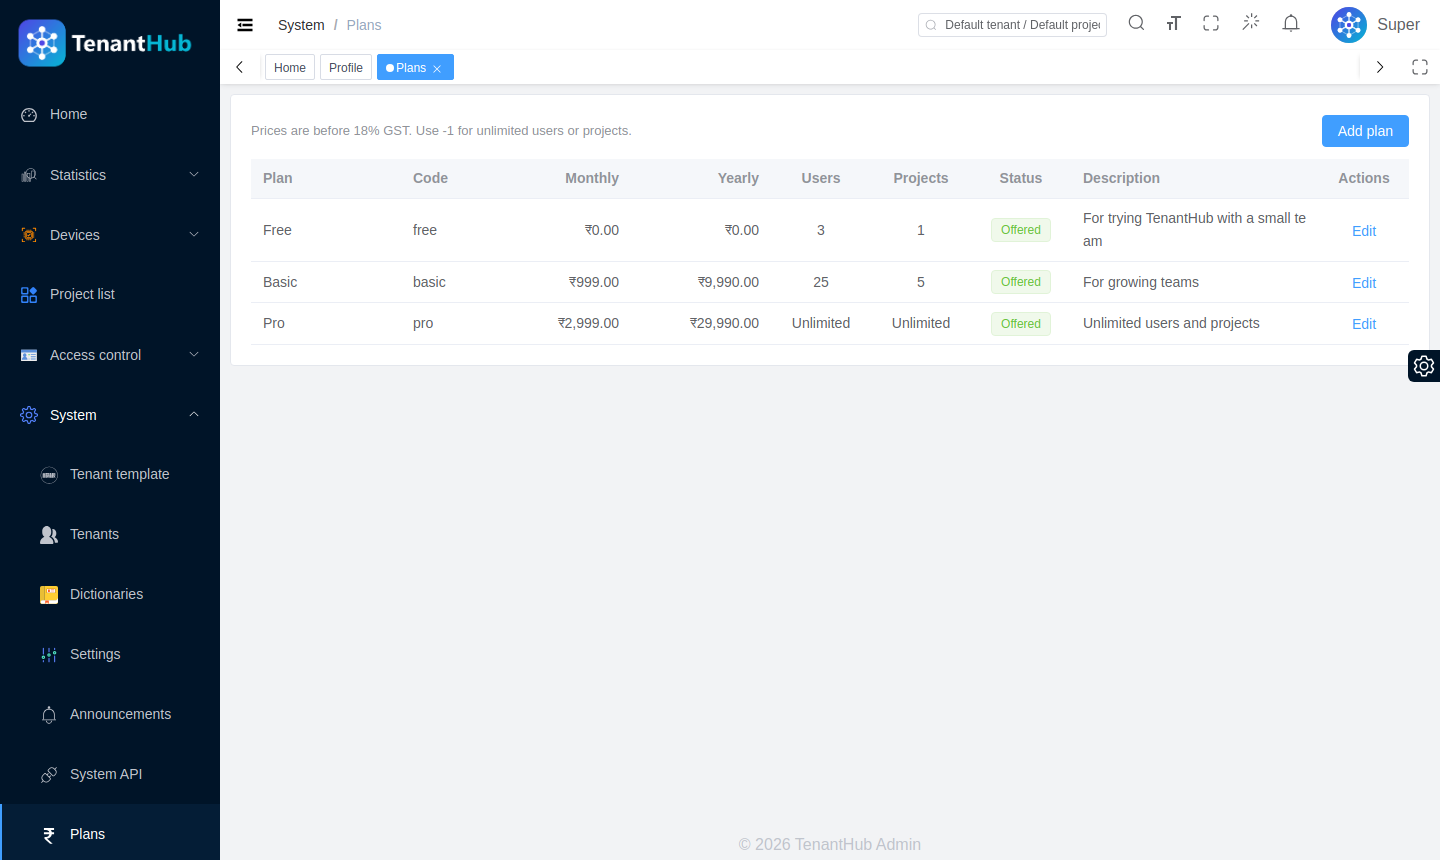 TenantHub
System / Plans
Default tenant / Default projec
Super
Home
Profile
Plans
Home
Statistics
Devices
Project list
Access control
System
Tenant template
Tenants
Dictionaries
Settings
Announcements
System API
Plans
Prices are before 18% GST. Use -1 for unlimited users or projects.
Add plan
Plan Code Monthly Yearly Users Projects Status Description Actions
Free free ₹0.00 ₹0.00 3 1 Offered For trying TenantHub with a small te
am
Edit
Basic basic ₹999.00 ₹9,990.00 25 5 Offered For growing teams Edit
Pro pro ₹2,999.00 ₹29,990.00 Unlimited Unlimited Offered Unlimited users and projects Edit
© 2026 TenantHub Admin